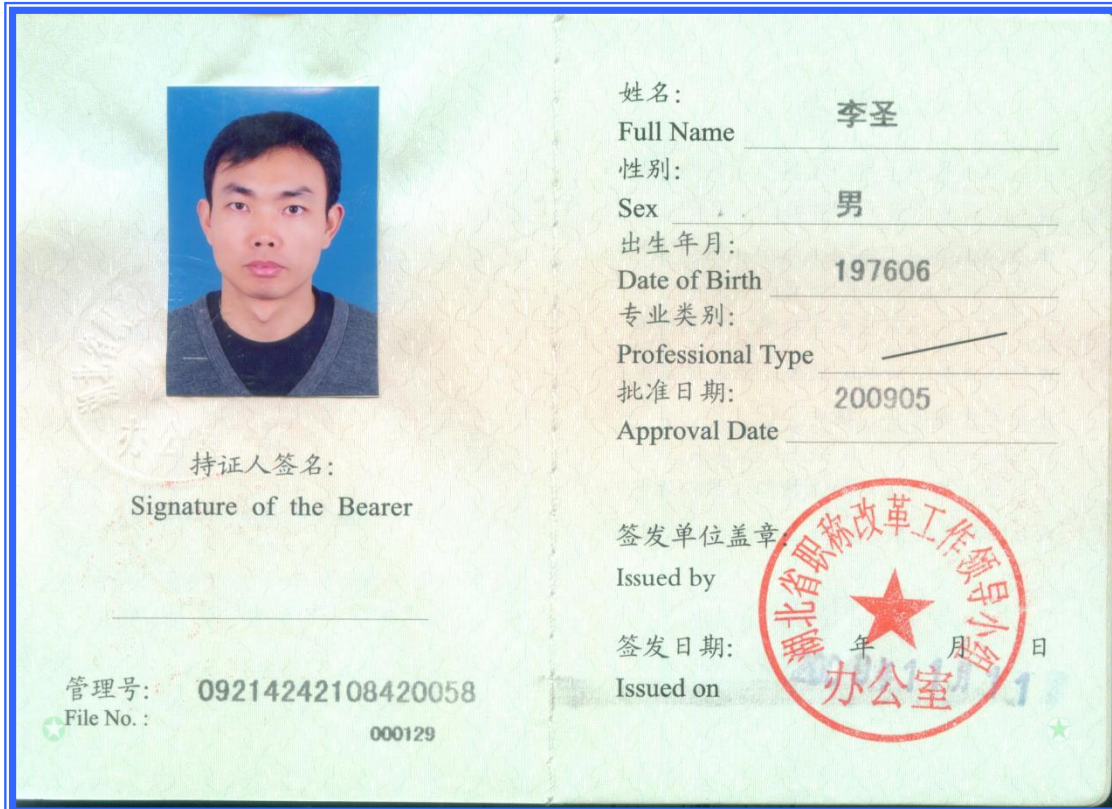 持证人签名:
Signature of the Bearer
管理号: 09214242108420058
File No. :
000129
姓名: 李圣
Full Name
性别:
Sex 男
出生年月:
Date of Birth 197606
专业类别:
Professional Type
批准日期: 200905
Approval Date
签发单位盖章:
Issued by
湖北省职称改革工作领导小组
办公室
签发日期: 年 月 日
Issued on